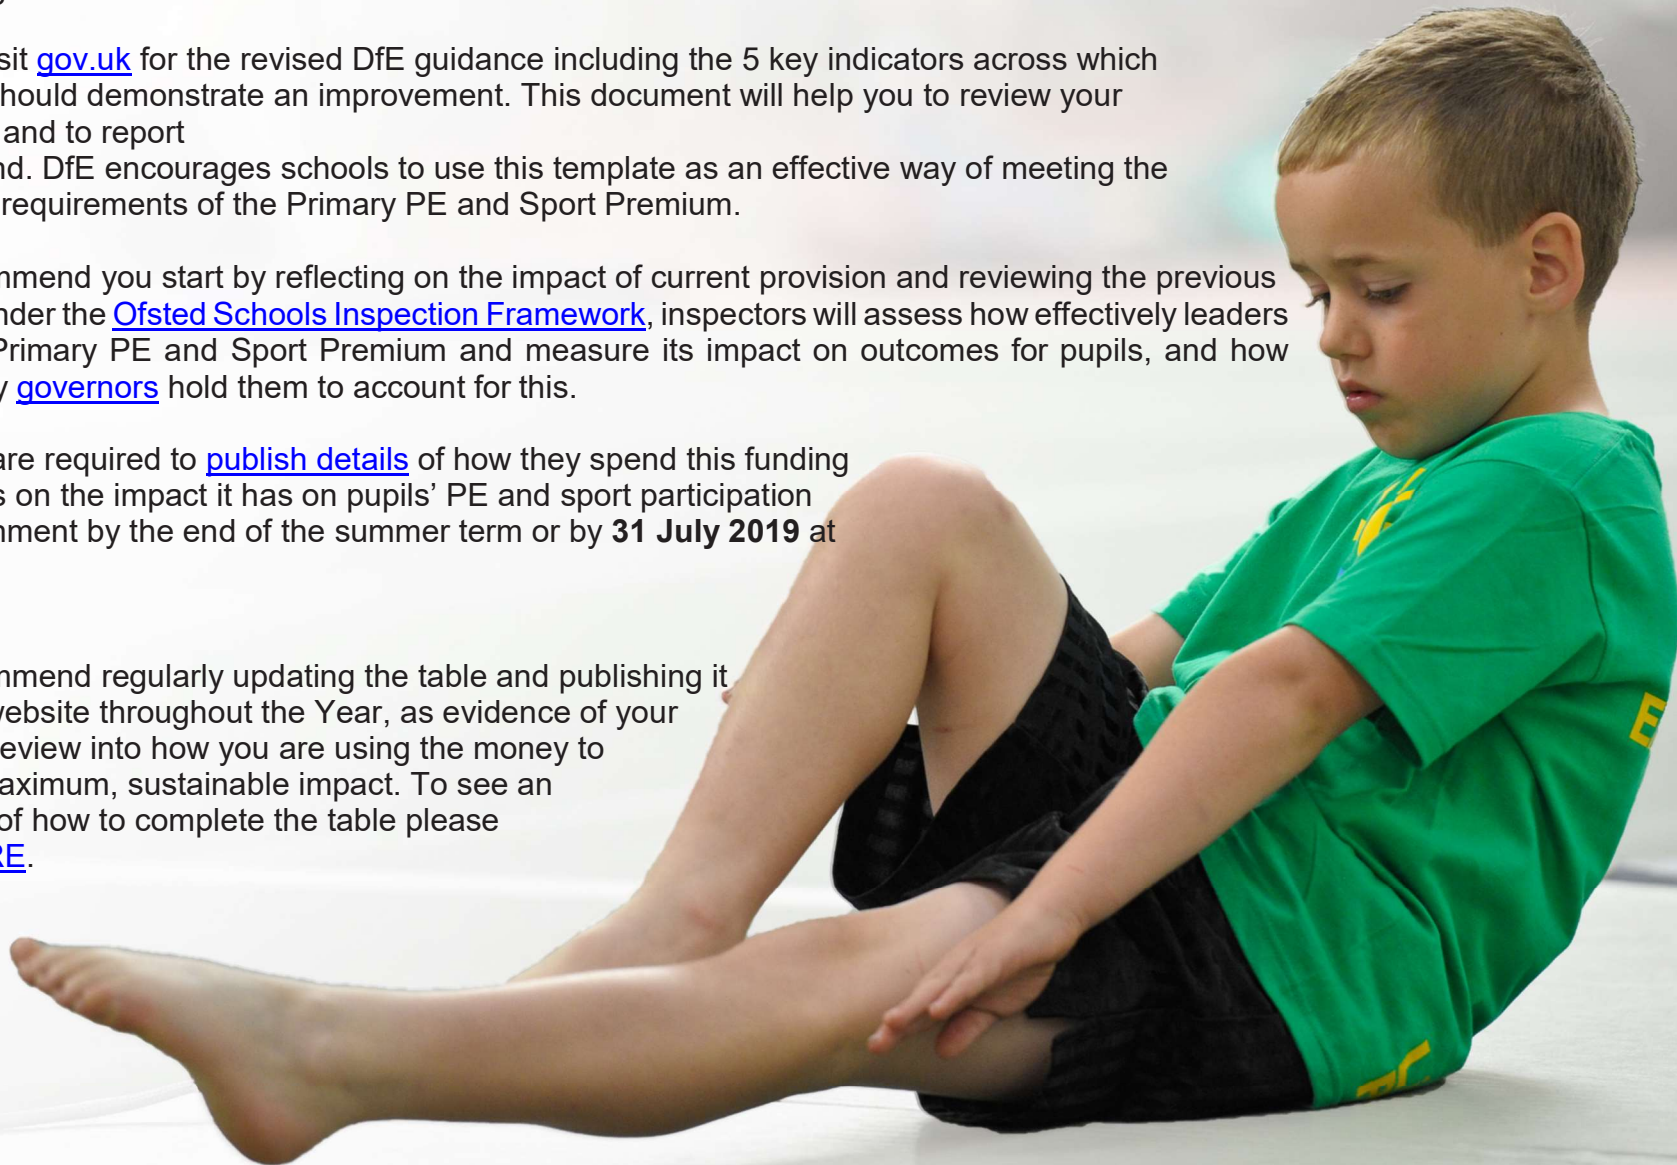 sit gov.uk for the revised DfE guidance including the 5 key indicators across which
hould demonstrate an improvement. This document will help you to review your
and to report
nd. DfE encourages schools to use this template as an effective way of meeting the
requirements of the Primary PE and Sport Premium.
mmend you start by reflecting on the impact of current provision and reviewing the previous
nder the Ofsted Schools Inspection Framework, inspectors will assess how effectively leaders
Primary PE and Sport Premium and measure its impact on outcomes for pupils, and how
y governors hold them to account for this.
are required to publish details of how they spend this funding
s on the impact it has on pupils’ PE and sport participation
nment by the end of the summer term or by 31 July 2019 at
mmend regularly updating the table and publishing it
website throughout the Year, as evidence of your
review into how you are using the money to
aximum, sustainable impact. To see an
of how to complete the table please
RE.